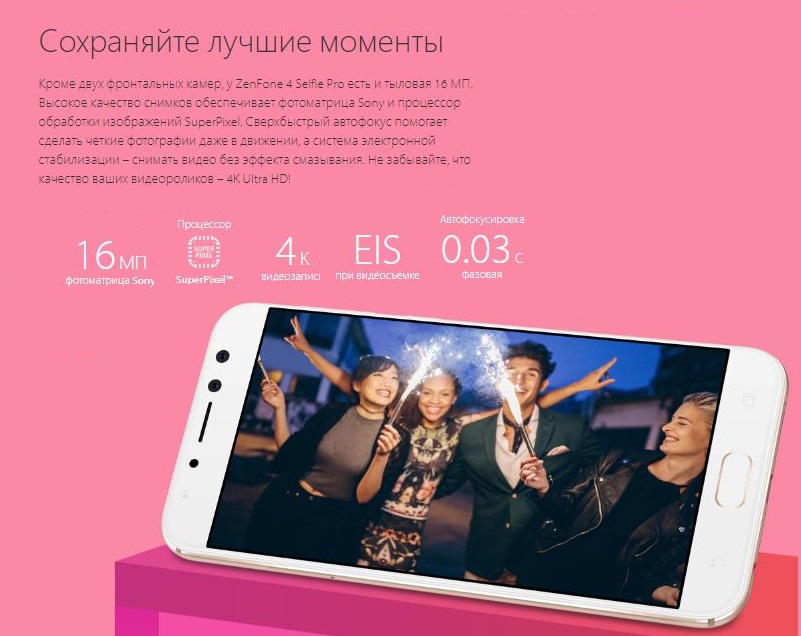 Сохраняйте лучшие моменты
Кроме двух фронтальных камер, у ZenFone 4 Selfie Pro есть и тыловая 16 МП.
Высокое качество снимков обеспечивает фотоматрица Sony и процессор
обработки изображений SuperPixel. Сверхбыстрый автофокус помогает
сделать четкие фотографии даже в движении, а система электронной
стабилизации – снимать видео без эффекта смазывания. Не забывайте, что
качество ваших видеороликов – 4K Ultra HD!
16 МП
фотоматрица Sony
Процессор
SUPER
PIXEL
SuperPixel™
4 K
видеозаписі
EIS
при видеосъемке
Автофокусировка
0.03 с
фазовая